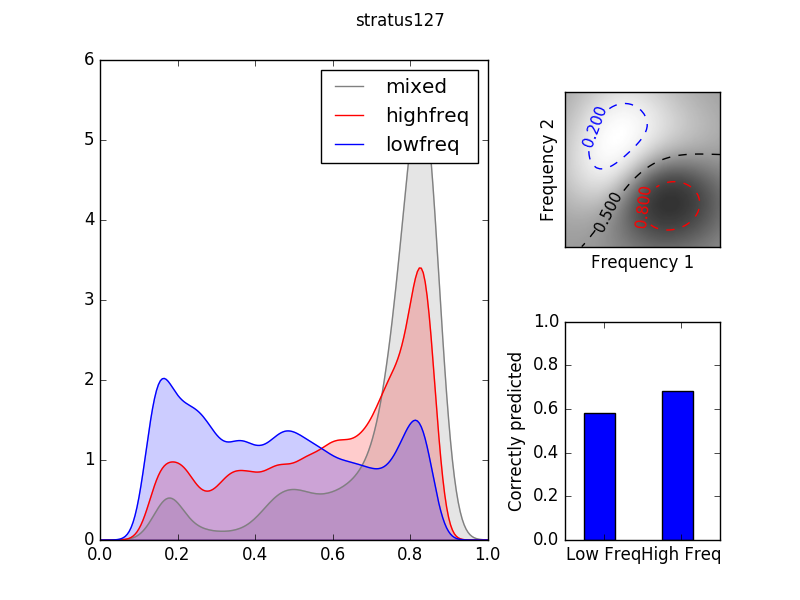 stratus127
6
5
4
3
2
1
0
0.0 0.2 0.4 0.6 0.8 1.0
mixed
highfreq
lowfreq
Frequency 2
0.200
0.500
0.800
Frequency 1
Correctly predicted
1.0
0.8
0.6
0.4
0.2
0.0
Low Freq High Freq